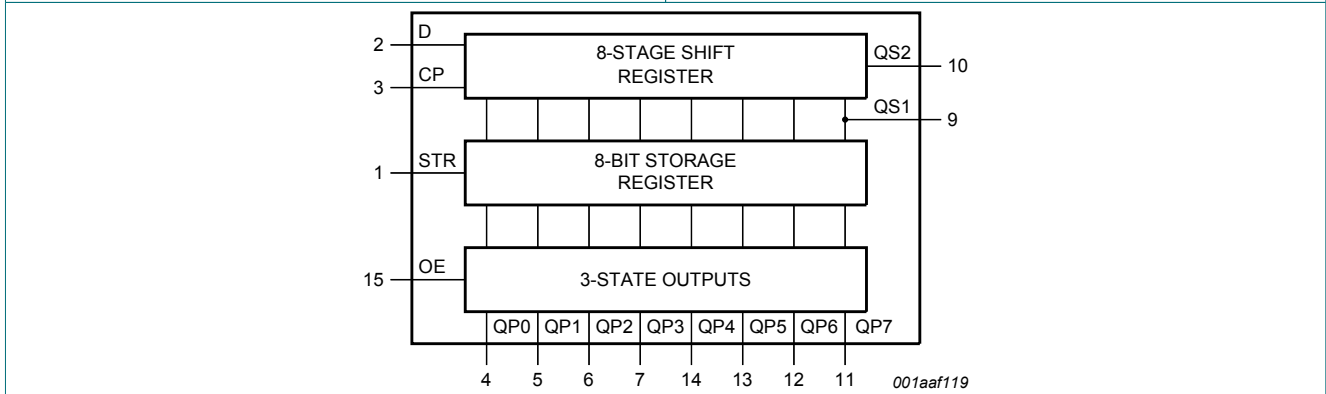 D
2
8-STAGE SHIFT
REGISTER
QS2
10
CP
3
QS1
9
STR
1
8-BIT STORAGE
REGISTER
OE
15
3-STATE OUTPUTS
QP0 QP1 QP2 QP3 QP4 QP5 QP6 QP7
4 5 6 7 14 13 12 11
001aaf119